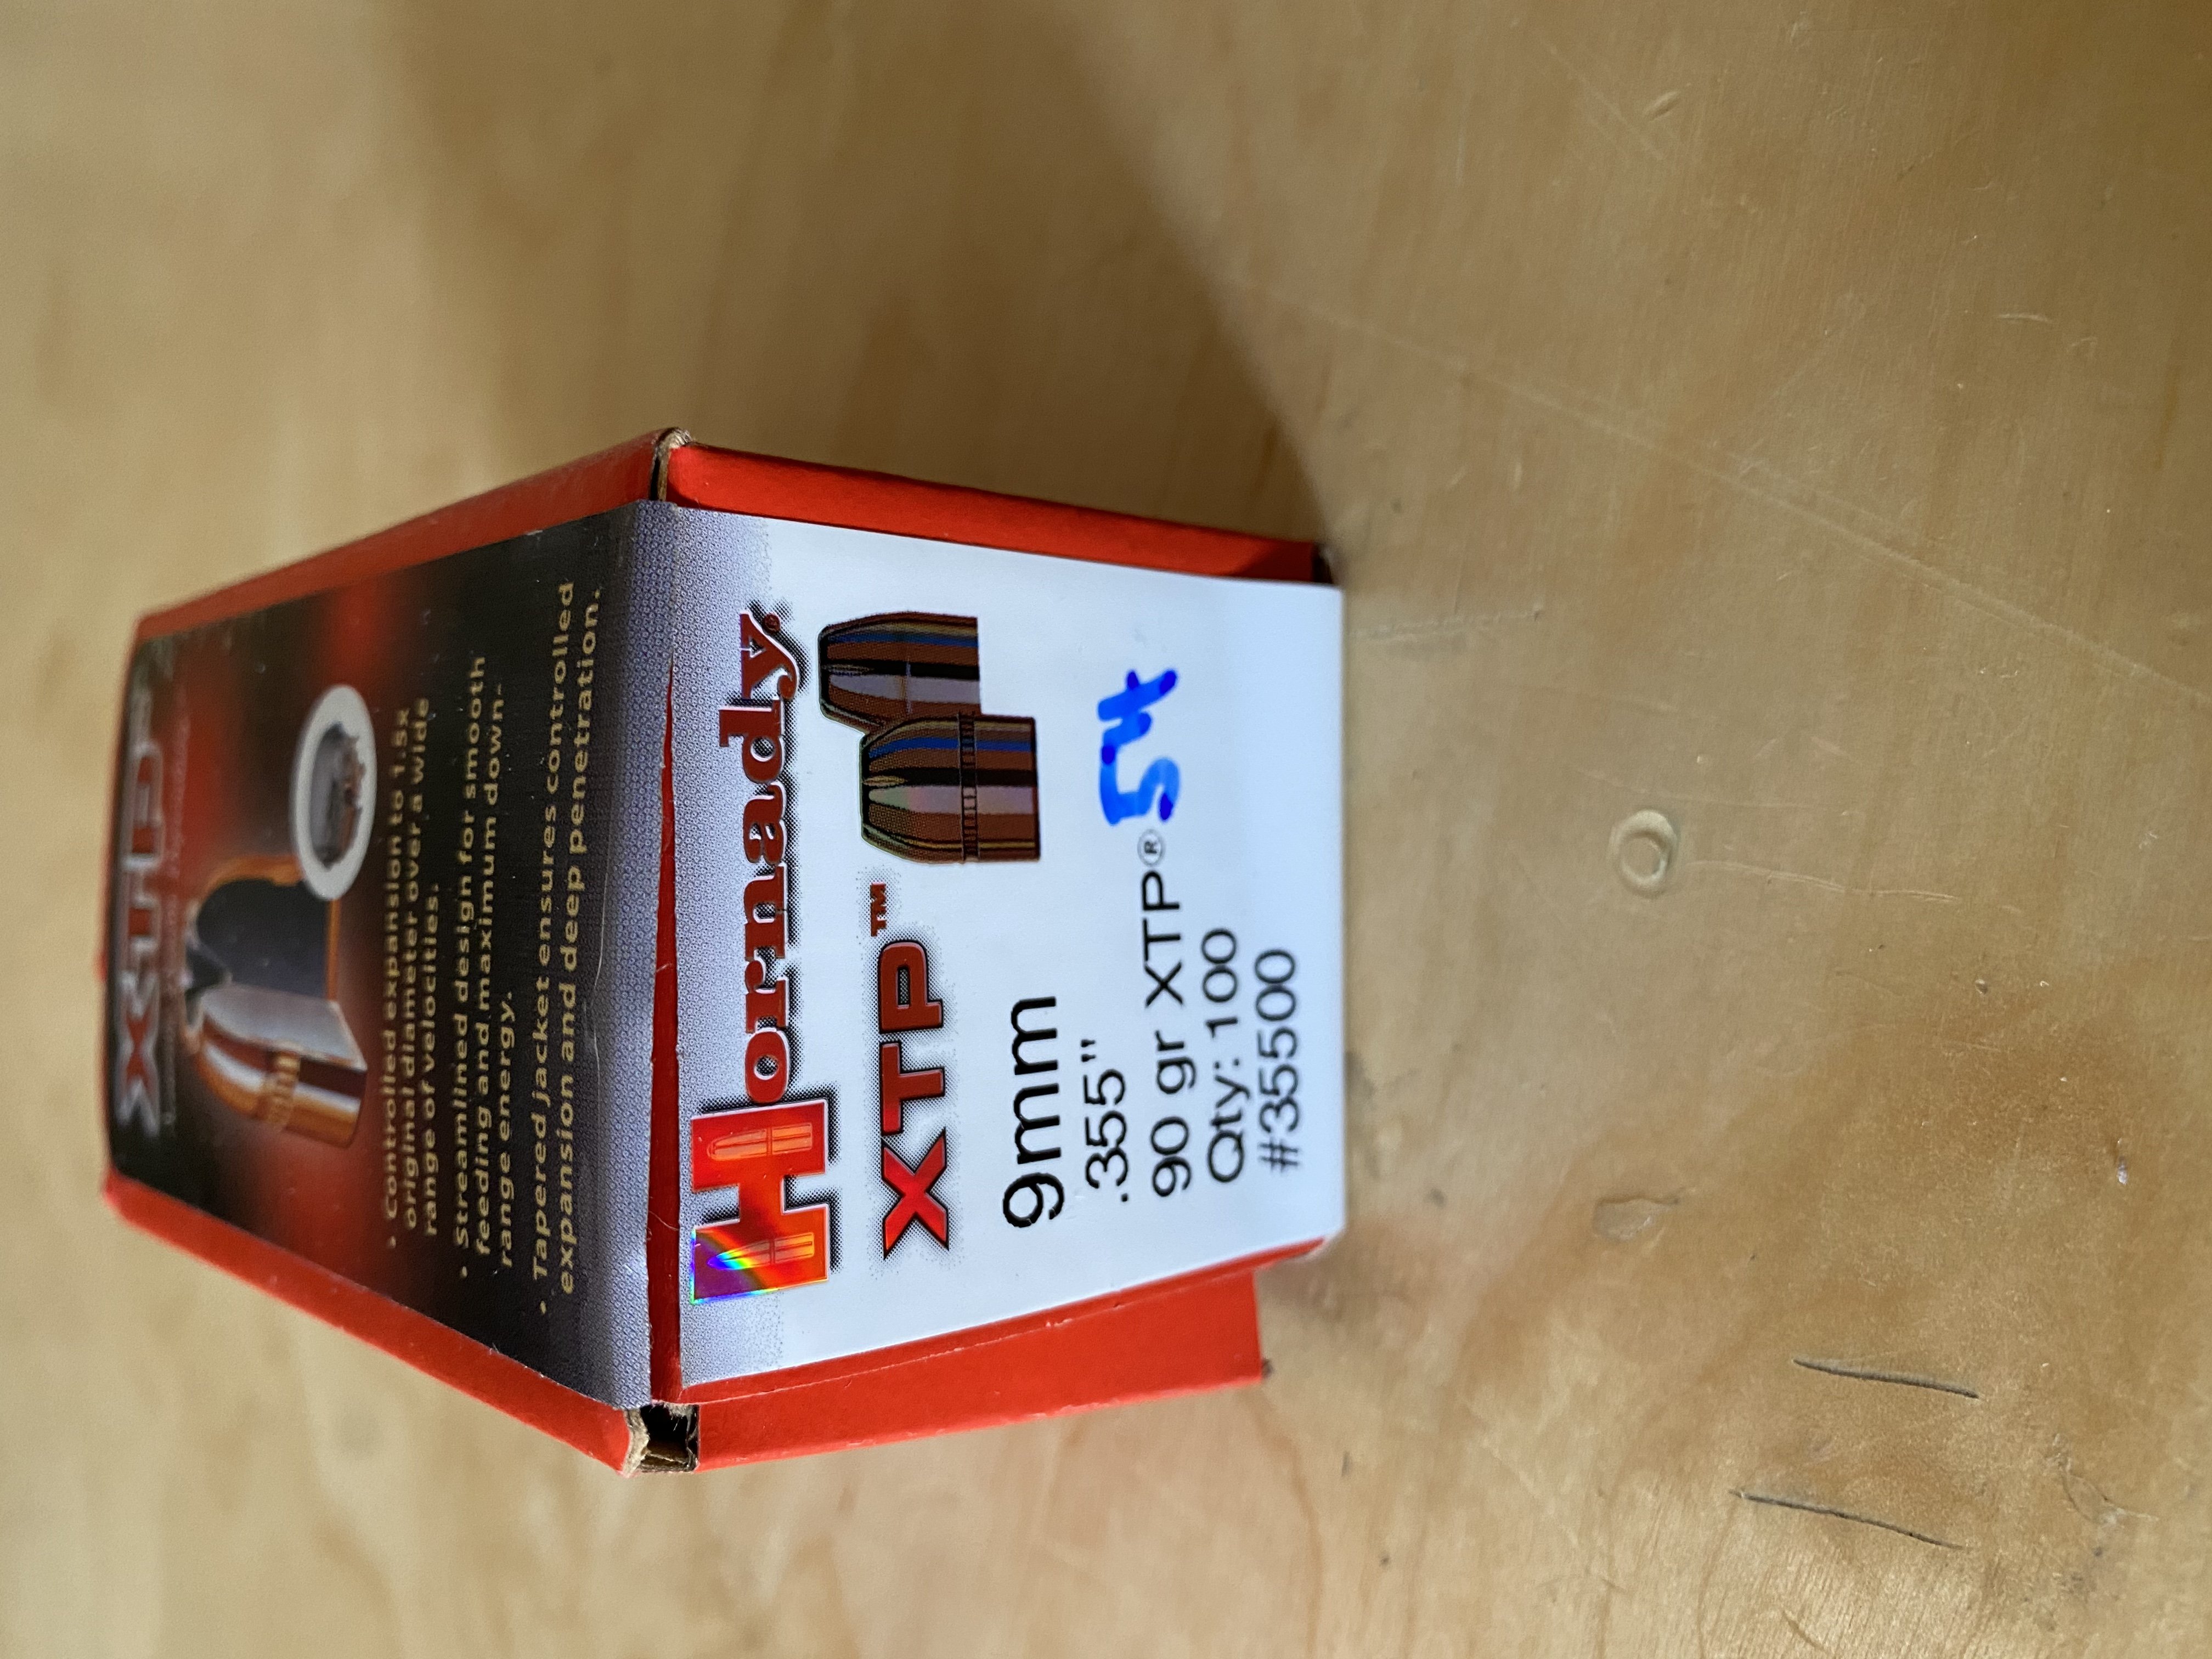 XTP
• Controlled expansion to 1.5x
original diameter over a wide
range of velocities.
• Streamlined design for smooth
feeding and maximum down-
range energy.
• Tapered jacket ensures controlled
expansion and deep penetration.
Hornady®
XTP™
9mm
.355"
90 gr XTP® 54
Qty: 100
#35500